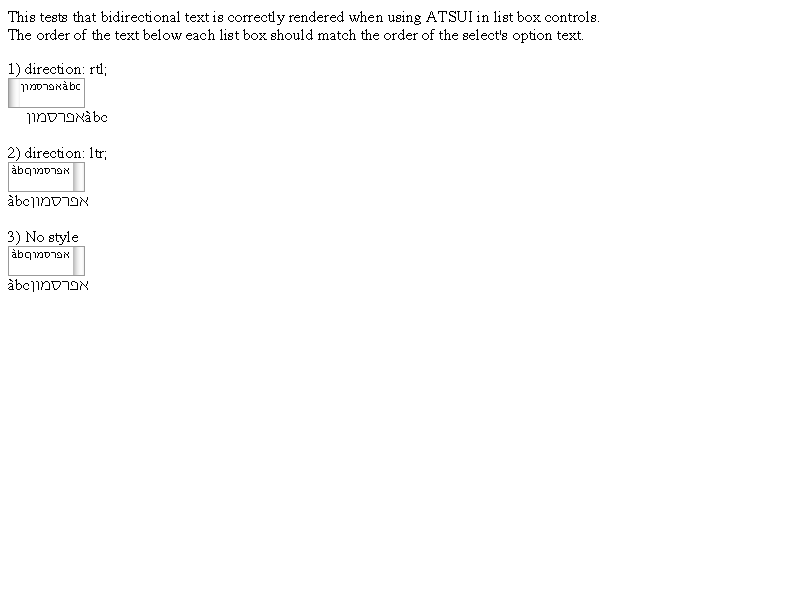 This tests that bidirectional text is correctly rendered when using ATSUI in list box controls.
The order of the text below each list box should match the order of the select's option text.
1) direction: rtl;
‏àbcאפרסמון
‏àbcאפרסמון
2) direction: ltr;
àbcאפרסמון
àbcאפרסמון
3) No style
àbcאפרסמון
àbcאפרסמון